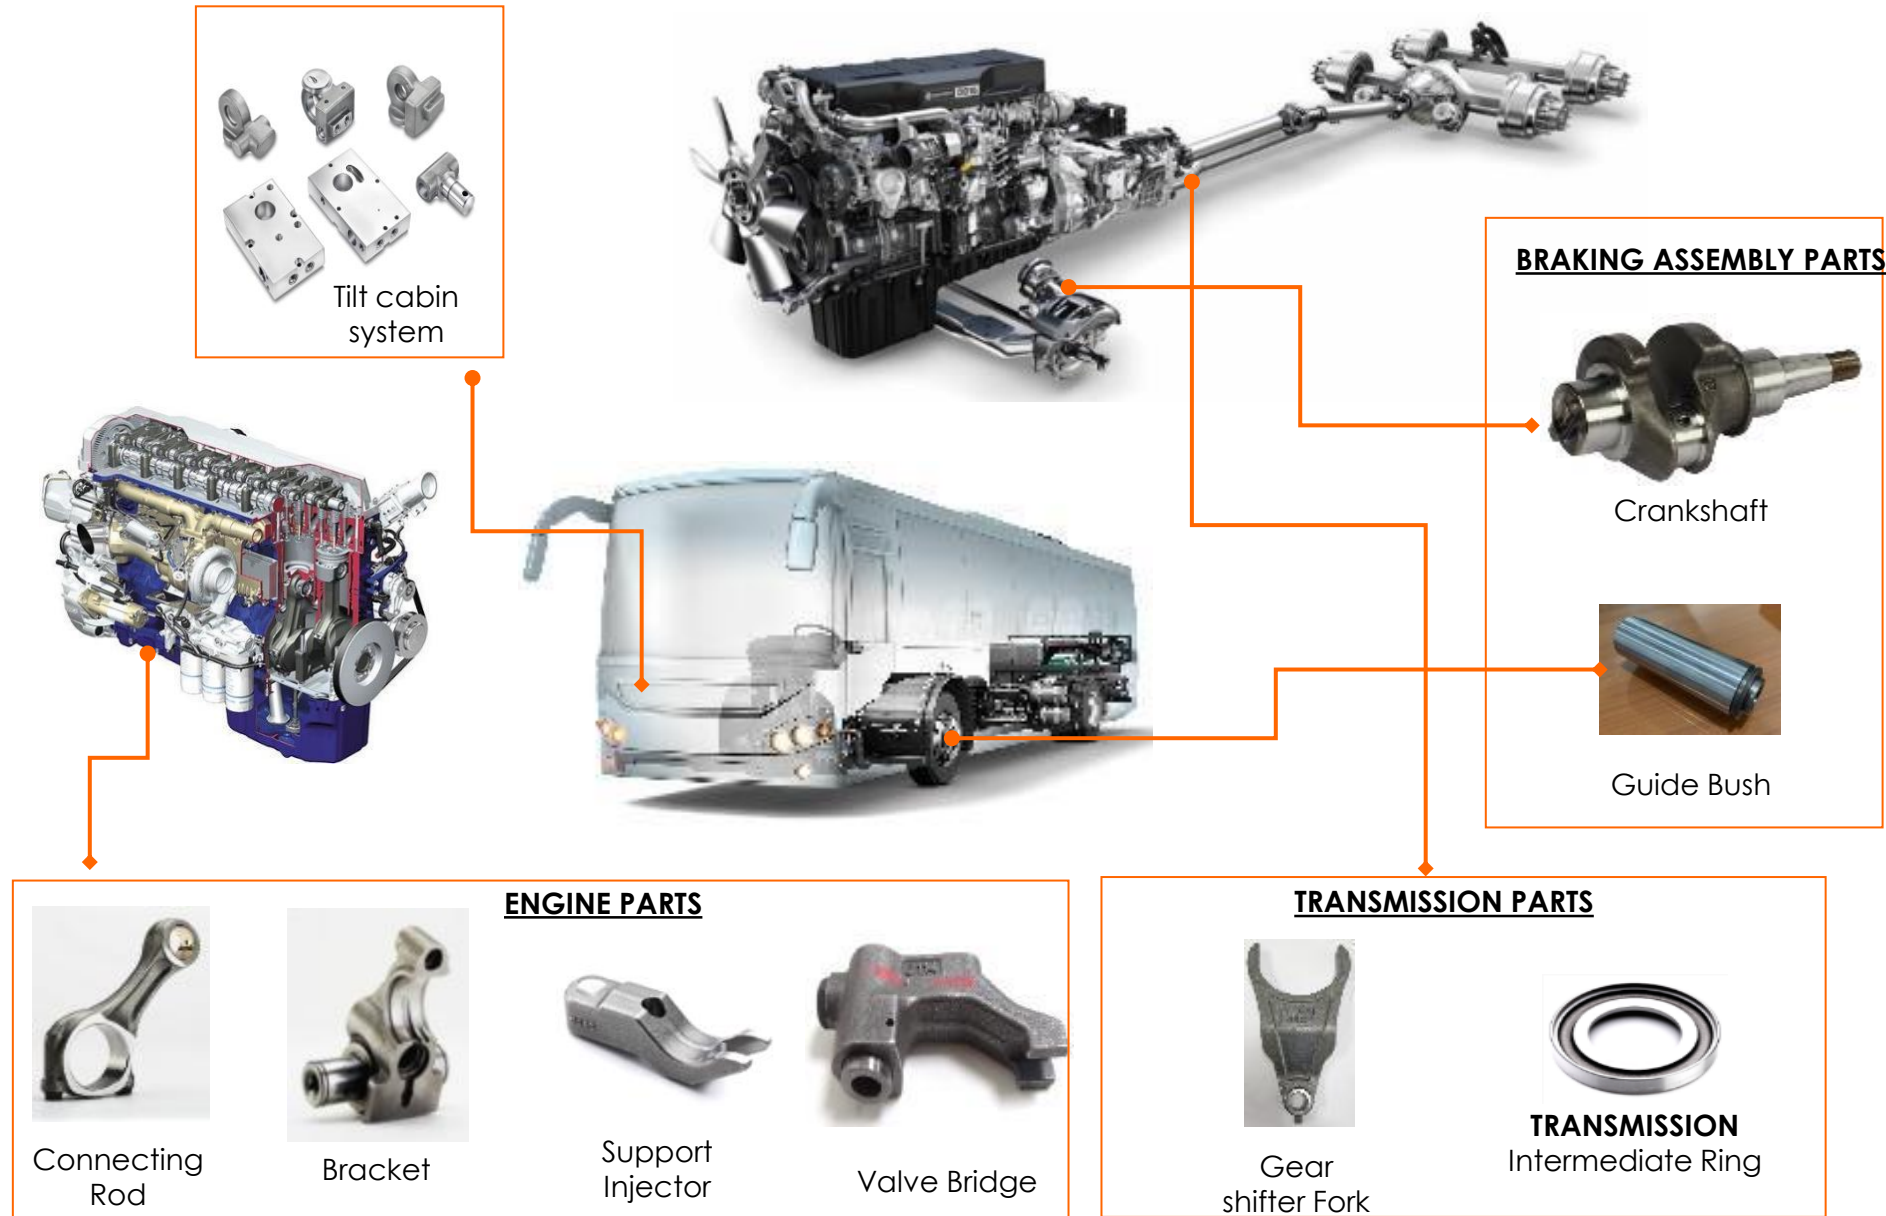 Tilt cabin
system
BRAKING ASSEMBLY PARTS
Crankshaft
Guide Bush
ENGINE PARTS
Connecting
Rod
Bracket
Support
Injector
Valve Bridge
TRANSMISSION PARTS
Gear
shifter Fork
TRANSMISSION
Intermediate Ring